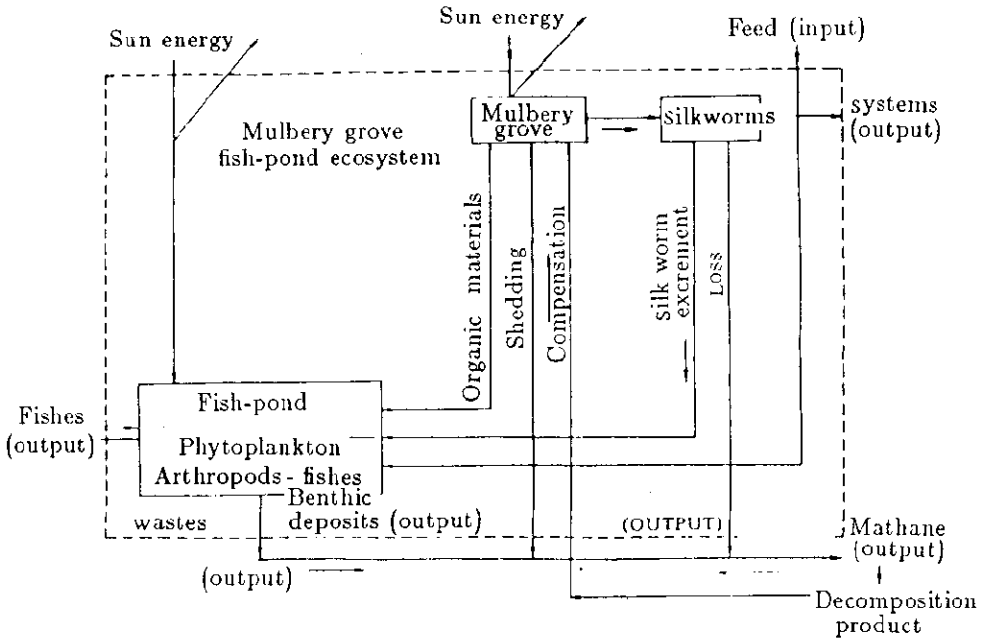 Sun energy
Feed (input)
Sun energy
Mulbery grove
fish-pond ecosystem
Mulbery
grove
silkworms
systems
(output)
Organic materials
Shedding
Compensation
silk worm
excrement
Loss
Fishes
(output)
Fish-pond
Phytoplankton
Arthropods - fishes
Benthic
deposits (output)
wastes
(OUTPUT)
Mathane
(output)
(output)
Decomposition
product